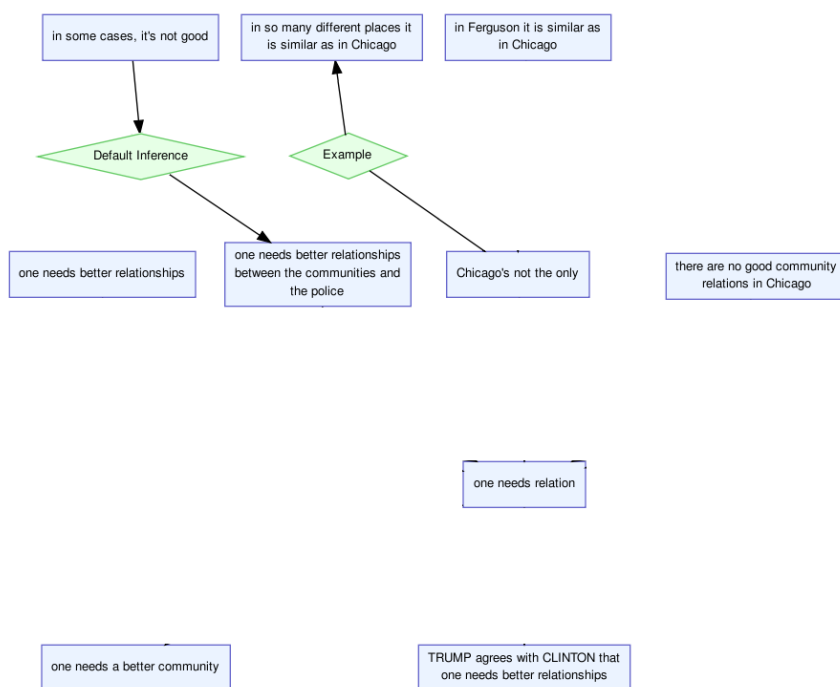 in some cases, it's not good
in so many different places it
is similar as in Chicago
in Ferguson it is similar as
in Chicago
Default Inference
Example
one needs better relationships
one needs better relationships
between the communities and
the police
Chicago's not the only
there are no good community
relations in Chicago
one needs relation
one needs a better community
TRUMP agrees with CLINTON that
one needs better relationships